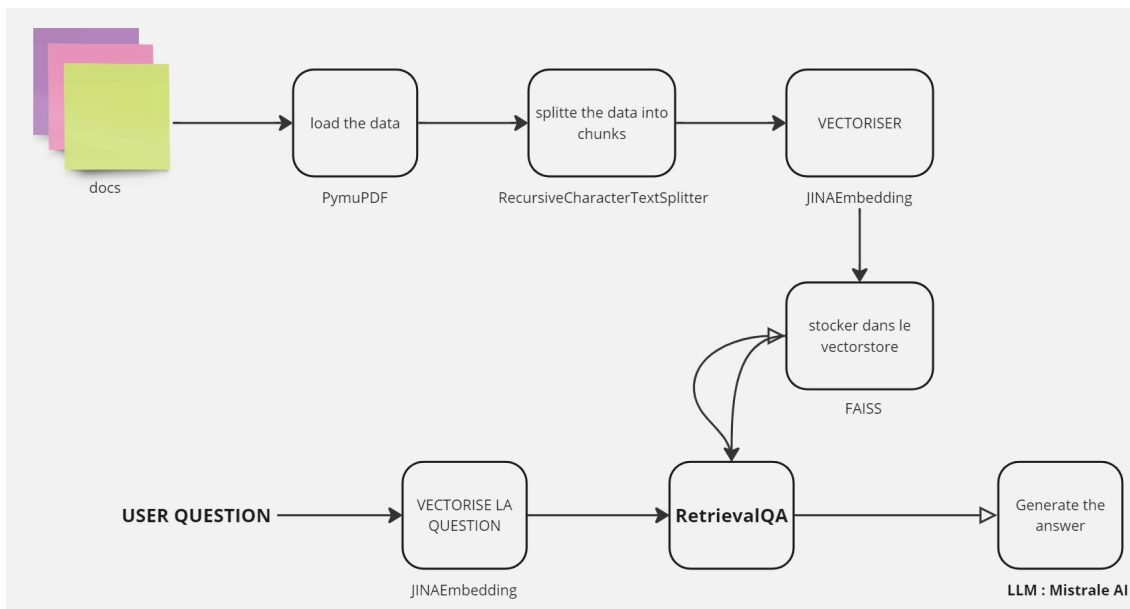 load the data
splitte the data into
chunks
VECTORISER
docs
PymuPDF
RecursiveCharacterTextSplitter
JINAEmbedding
stocker dans le
vectorstore
FAISS
USER QUESTION
VECTORISE LA
QUESTION
RetrievalQA
Generate the
answer
JINAEmbedding
LLM : Mistrale AI